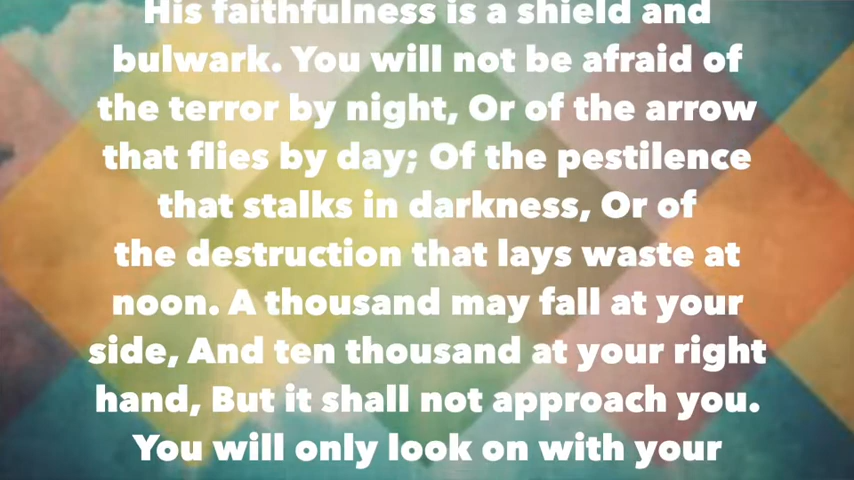 His faithfulness is a shield and
bulwark. You will not be afraid of
the terror by night, Or of the arrow
that flies by day; Of the pestilence
that stalks in darkness, Or of
the destruction that lays waste at
noon. A thousand may fall at your
side, And ten thousand at your right
hand, But it shall not approach you.
You will only look on with your